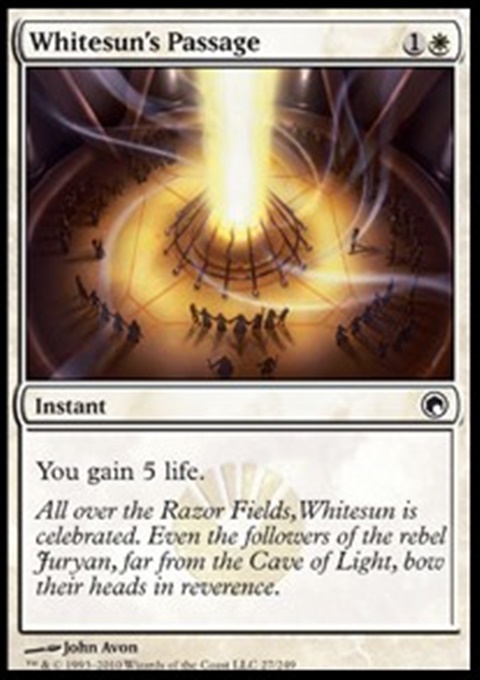 Whitesun's Passage 1
Instant
You gain 5 life.
All over the Razor Fields, Whitesun is
celebrated. Even the followers of the rebel
Juryan, far from the Cave of Light, bow
their heads in reverence.
John Avon
™ & © 1993–2010 Wizards of the Coast LLC 27/249